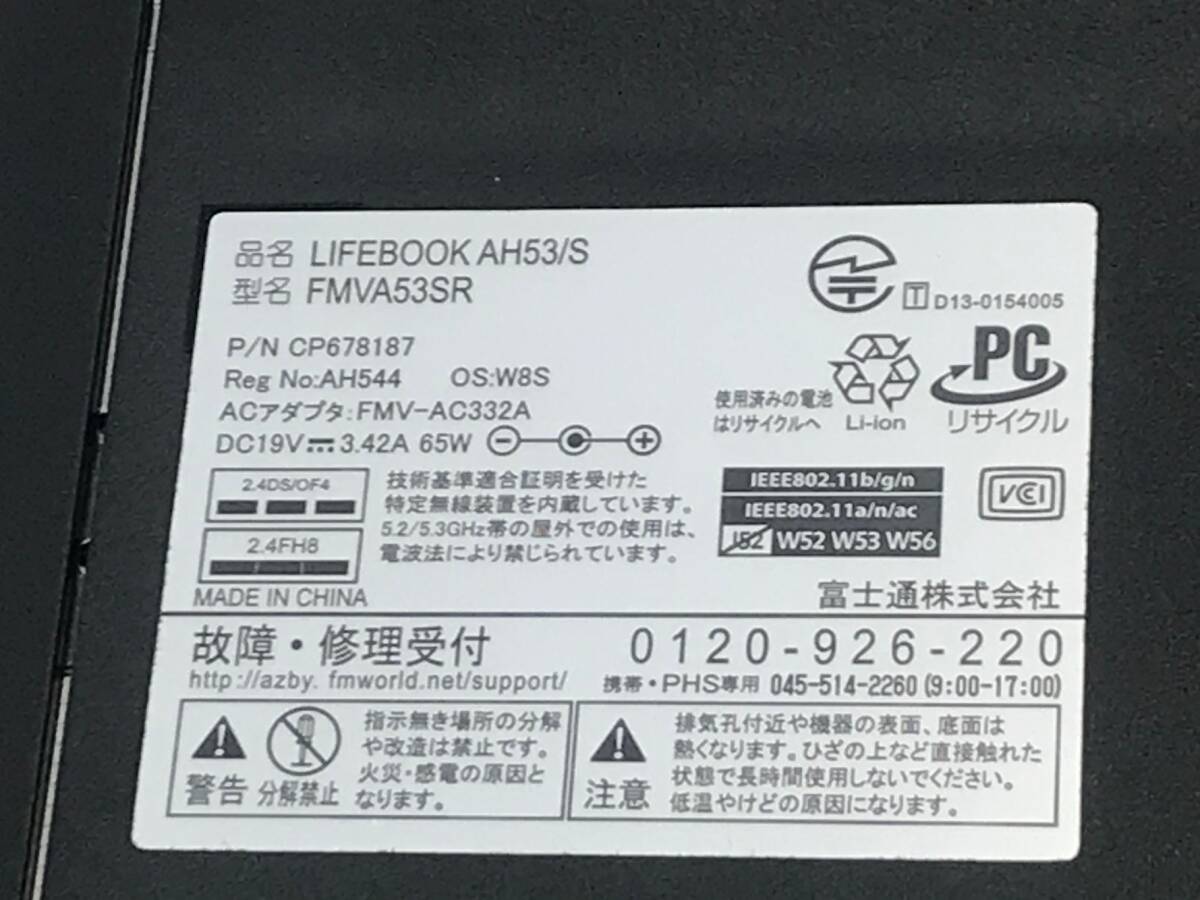 品名 LIFEBOOK AH53/S
型名 FMVA53SR
T D13-0154005
P/N CP678187
Reg No:AH544 OS:W8S
ACアダプタ:FMV-AC332A
DC19V 3.42A 65W
使用済みの電池
はリサイクルへ
Li-ion
PC
リサイクル
2.4DS/OF4
2.4FH8
技術基準適合証明を受けた
特定無線装置を内蔵しています。
5.2/5.3GHz帯の屋外での使用は、
電波法により禁じられています。
IEEE802.11b/g/n
IEEE802.11a/n/ac
J52 W52 W53 W56
VCI
MADE IN CHINA
富士通株式会社
故障・修理受付 0120-926-220
http://azby.fmworld.net/support/ 携帯・PHS専用 045-514-2260 (9:00-17:00)
警告
分解禁止
指示無き場所の分解
や改造は禁止です。
火災・感電の原因と
なります。
注意
排気孔付近や機器の表面、底面は
熱くなります。ひざの上など直接触れた
状態で長時間使用しないでください。
低温やけどの原因になります。